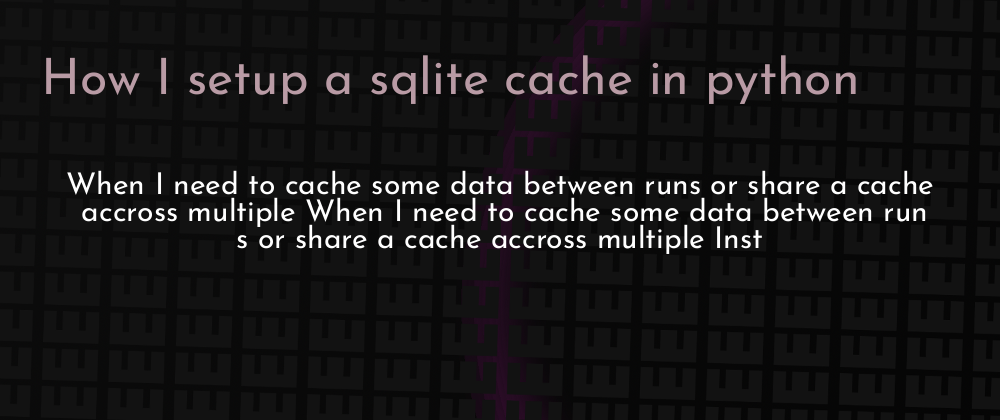 How I setup a sqlite cache in python
When I need to cache some data between runs or share a cache
accross multiple When I need to cache some data between run
s or share a cache accross multiple Inst